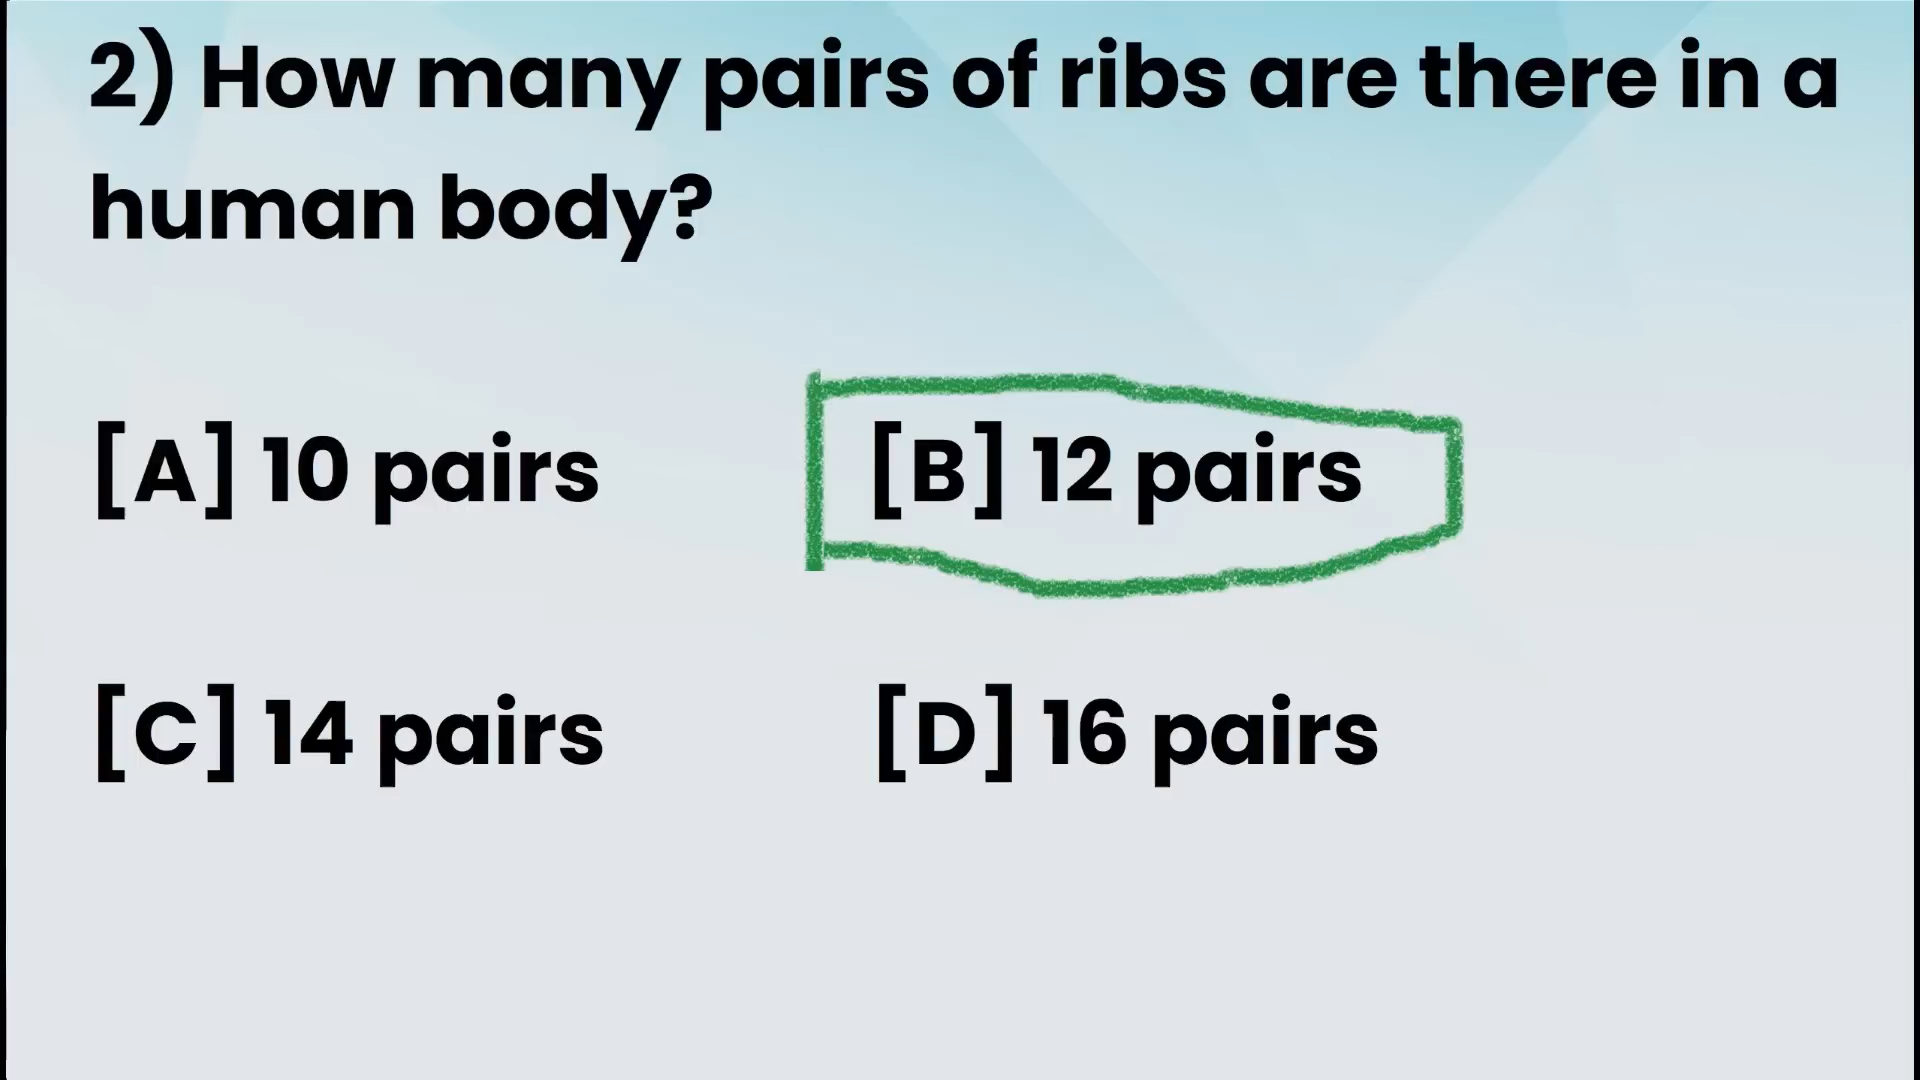 2) How many pairs of ribs are there in a
human body?
[A] 10 pairs
[B] 12 pairs
[C] 14 pairs
[D] 16 pairs